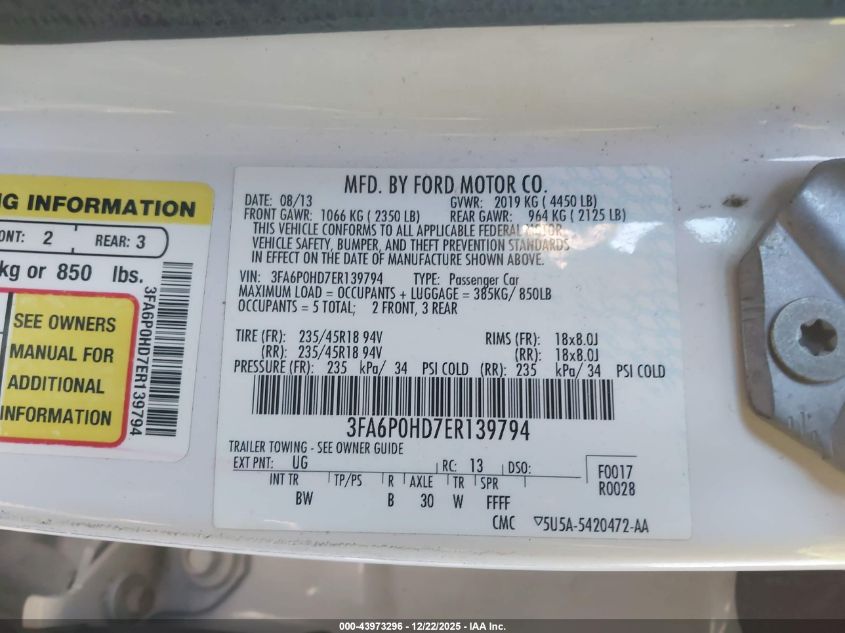 NG INFORMATION
ONT: 2 REAR: 3
kg or 850 lbs.
SEE OWNERS
MANUAL FOR
ADDITIONAL
INFORMATION
3FA6P0HD7ER139794
MFD. BY FORD MOTOR CO.
DATE: 08/13 GVWR: 2019 KG ( 4450 LB)
FRONT GAWR: 1066 KG ( 2350 LB) REAR GAWR: 964 KG ( 2125 LB)
THIS VEHICLE CONFORMS TO ALL APPLICABLE FEDERAL MOTOR
VEHICLE SAFETY, BUMPER, AND THEFT PREVENTION STANDARDS
IN EFFECT ON THE DATE OF MANUFACTURE SHOWN ABOVE.
VIN: 3FA6P0HD7ER139794 TYPE: Passenger Car
MAXIMUM LOAD = OCCUPANTS + LUGGAGE = 385KG/ 850LB
OCCUPANTS = 5 TOTAL; 2 FRONT, 3 REAR
TIRE (FR): 235/45R18 94V RIMS (FR): 18x8.0J
(RR): 235/45R18 94V (RR): 18x8.0J
PRESSURE (FR): 235 kPa/ 34 PSI COLD (RR): 235 kPa/ 34 PSI COLD
3FA6P0HD7ER139794
TRAILER TOWING - SEE OWNER GUIDE
EXT PNT: UG RC: 13 DSO: F0017
R0028
INT TR TP/PS R AXLE TR SPR
BW B 30 W FFFF
CMC ▽5U5A-5420472-AA
000-43973296 - 12/22/2025 - IAA Inc.